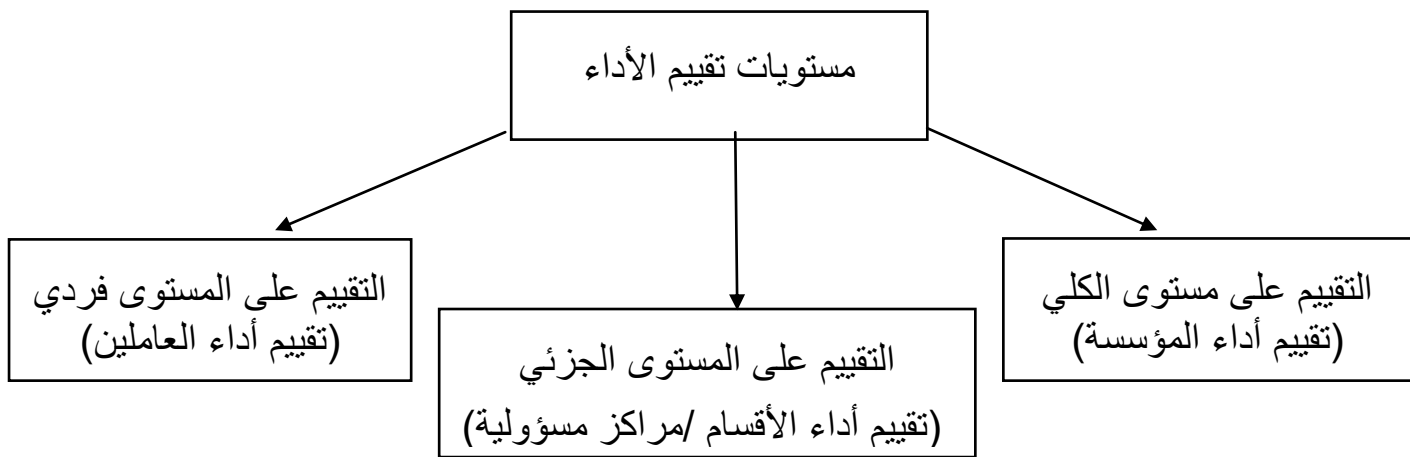 مستويات تقييم الأداء
التقييم على مستوى الكلي
(تقييم أداء المؤسسة)
التقييم على المستوى الجزئي
(تقييم أداء الأقسام /مراكز مسؤولية)
التقييم على المستوى فردي
(تقييم أداء العاملين)